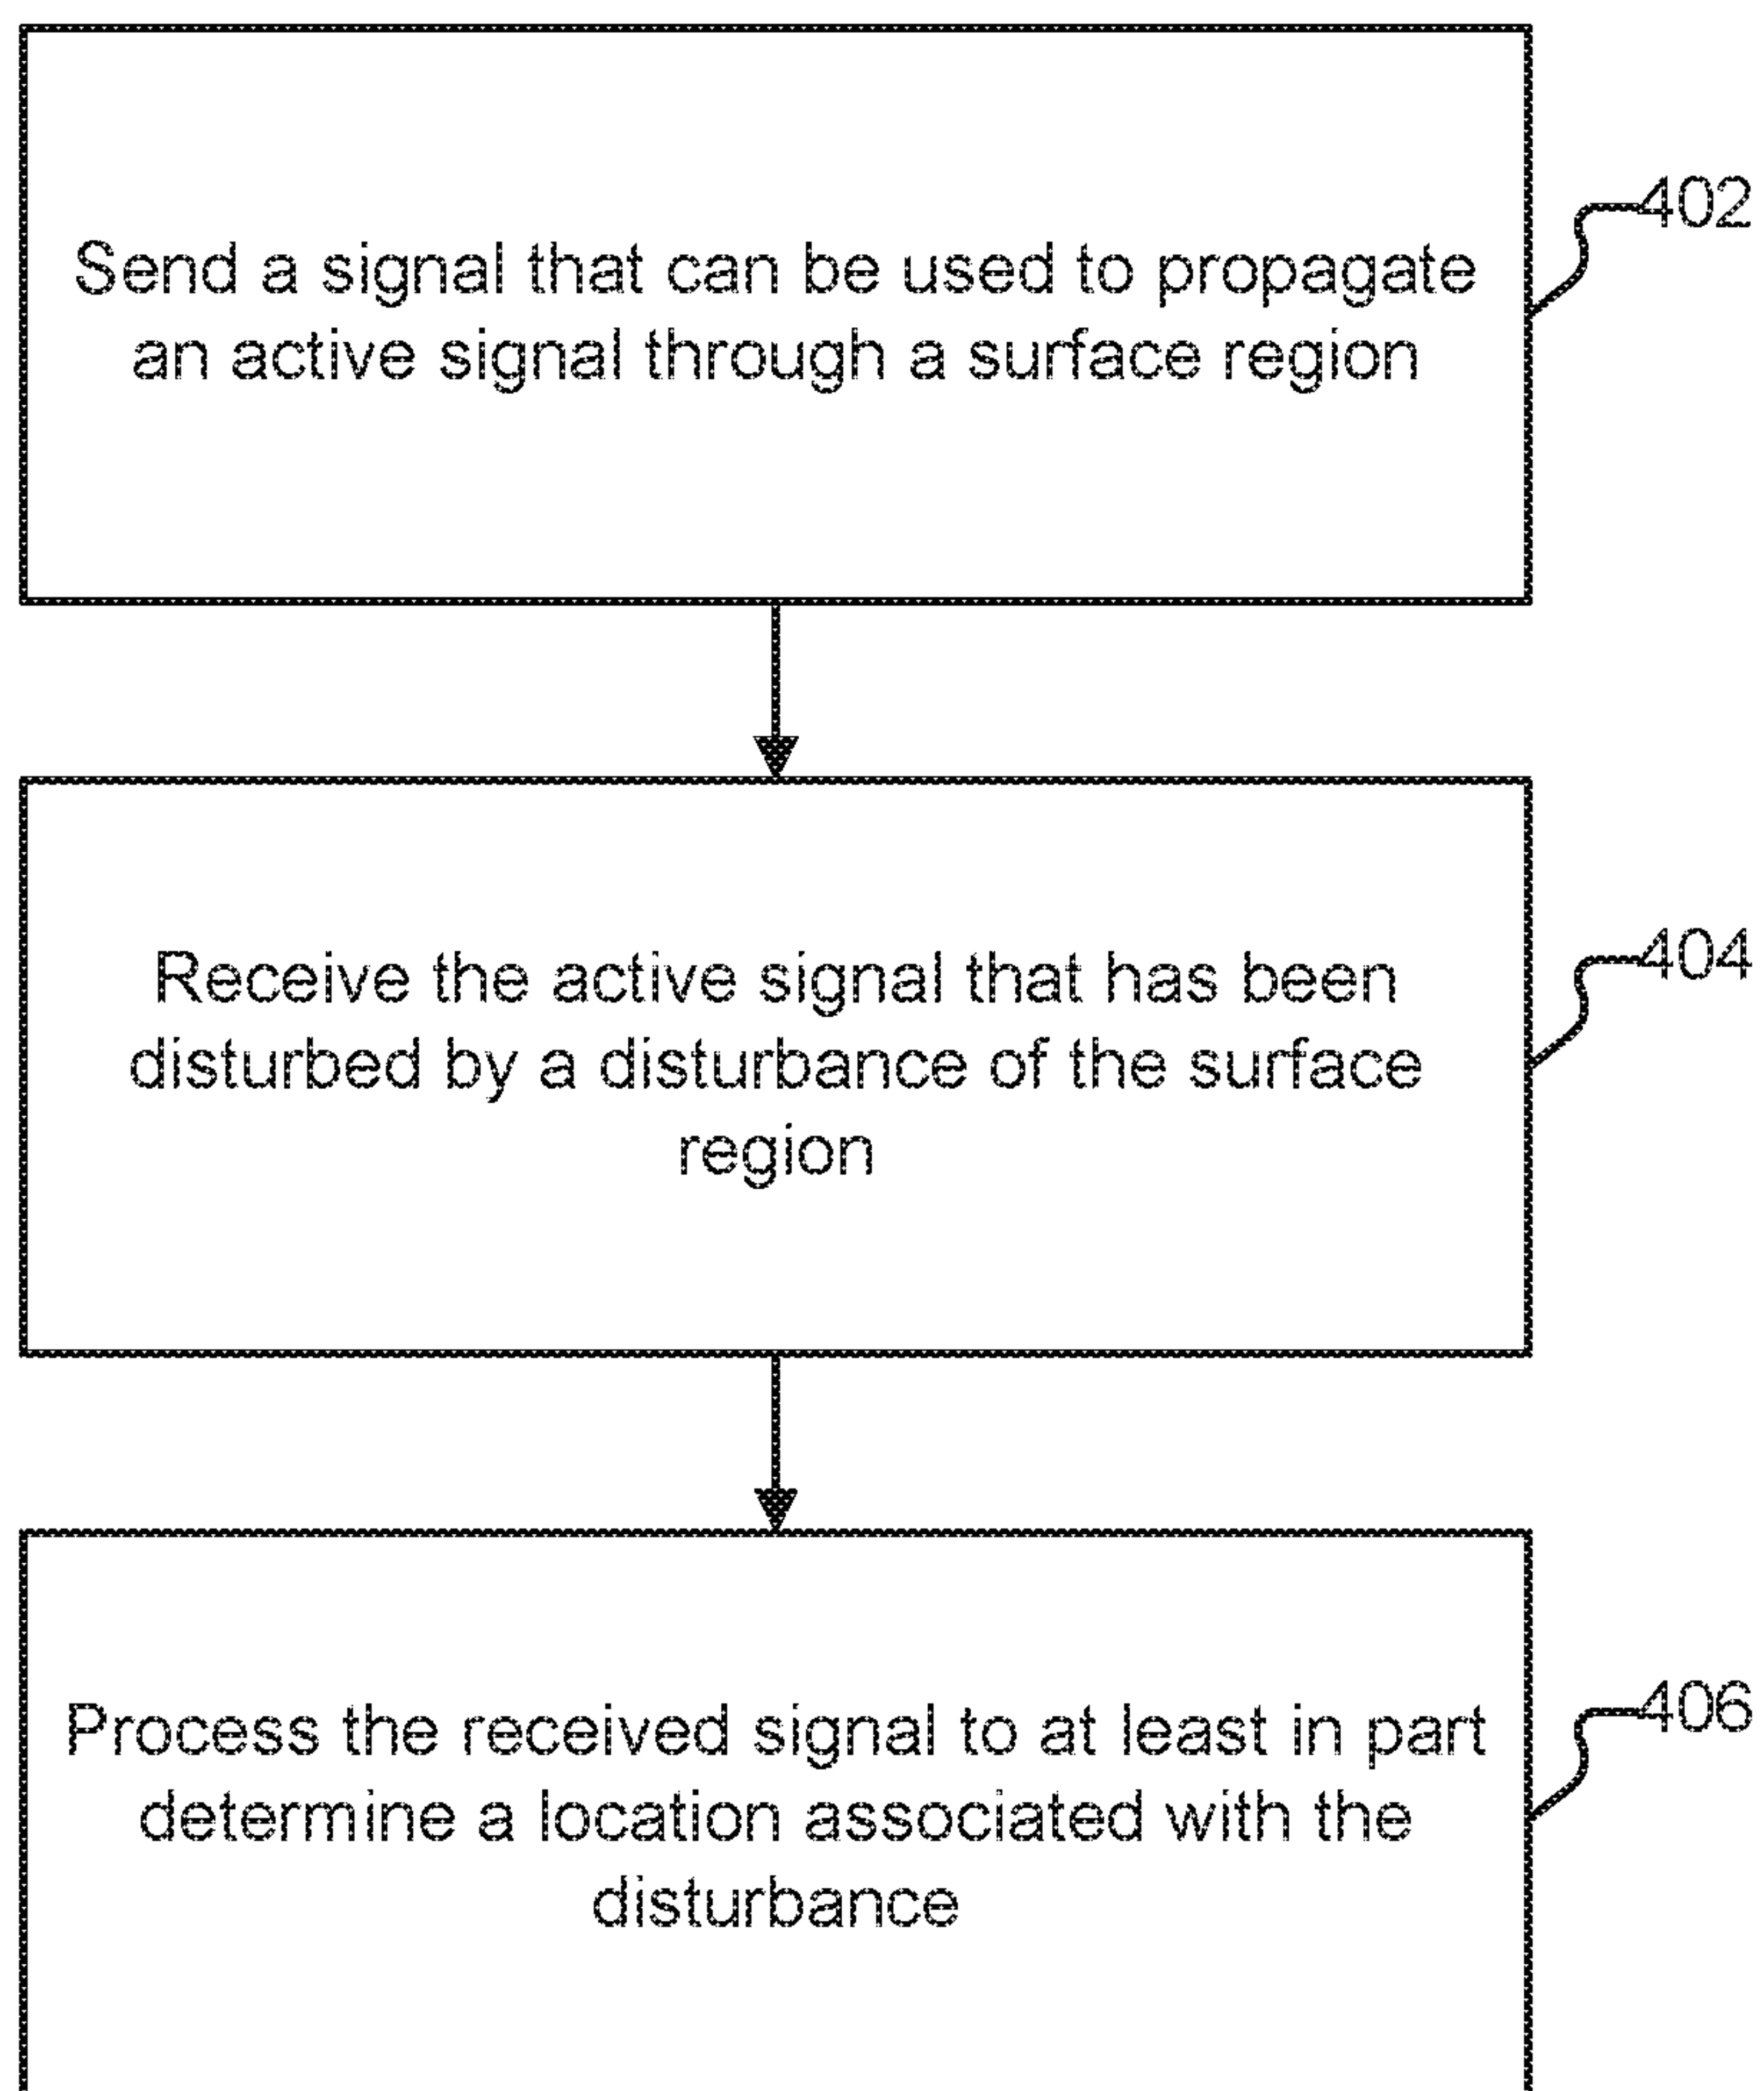 Send a signal that can be used to propagate
an active signal through a surface region
402
Receive the active signal that has been
disturbed by a disturbance of the surface
region
404
Process the received signal to at least in part
determine a location associated with the
disturbance
406